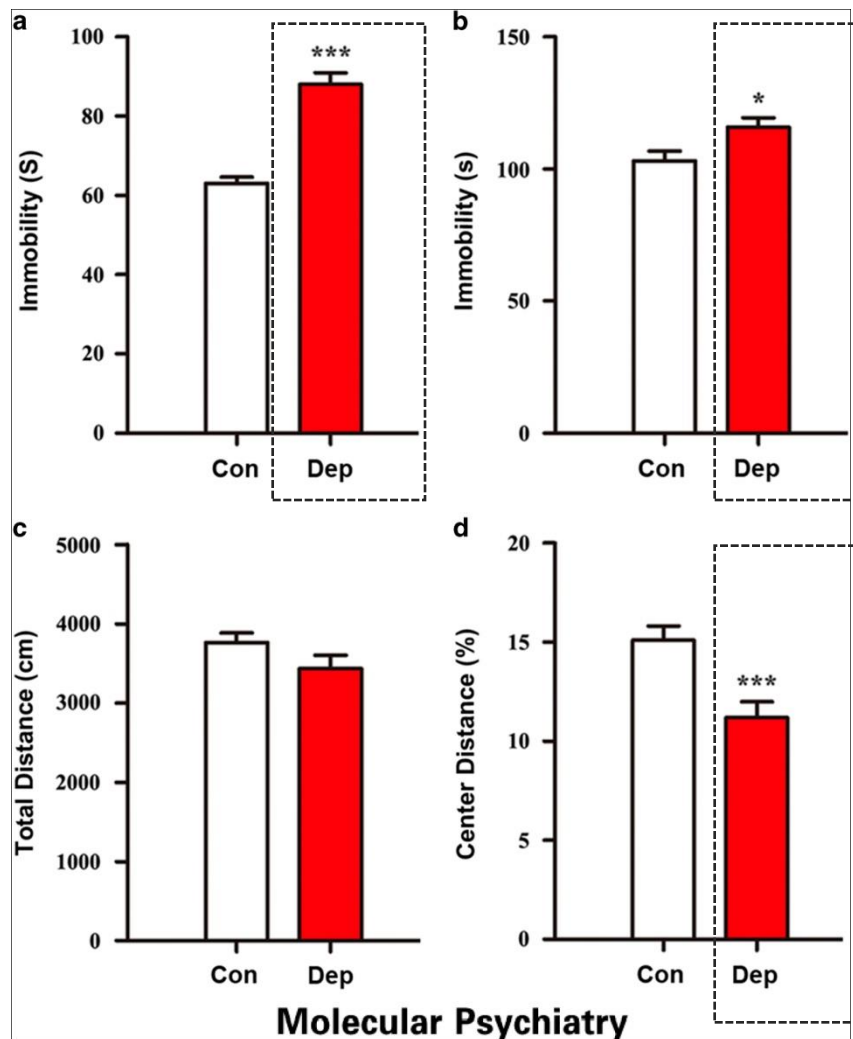 a
100
80
60
40
20
0
Immobility (S)
***
Con Dep
b
150
100
50
0
Immobility (s)
*
Con Dep
c
5000
4000
3000
2000
1000
0
Total Distance (cm)
Con Dep
d
20
15
10
5
0
Center Distance (%)
***
Con Dep
Molecular Psychiatry